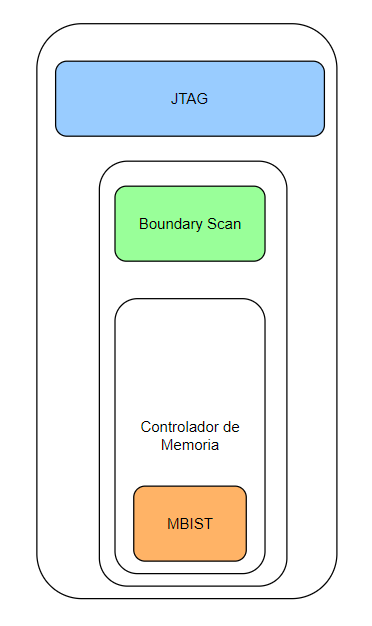 JTAG
Boundary Scan
Controlador de
Memoria
MBIST